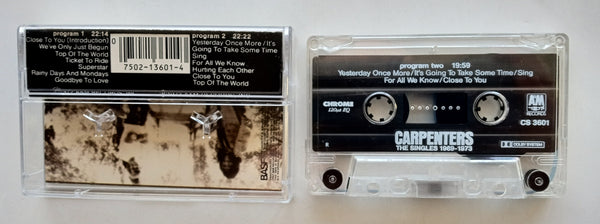 program 1 22:14
Close To You (Introduction)
We've Only Just Begun
Top Of The World
Ticket To Ride
Superstar
Rainy Days And Mondays
Goodbye To Love
0
7502-13601-4
program 2 22:22
Yesterday Once More/It's
Going To Take Some Time
Sing
For All We Know
Hurting Each Other
Close To You
Top Of The World
BASF
program two 19:59
Yesterday Once More/It's Going To Take Some Time/Sing
For All We Know/Close To You
CHROME
120µs EQ
A&M
RECORDS
CS 3601
CARPENTERS
THE SINGLES 1969-1973
R
DOLBY SYSTEM